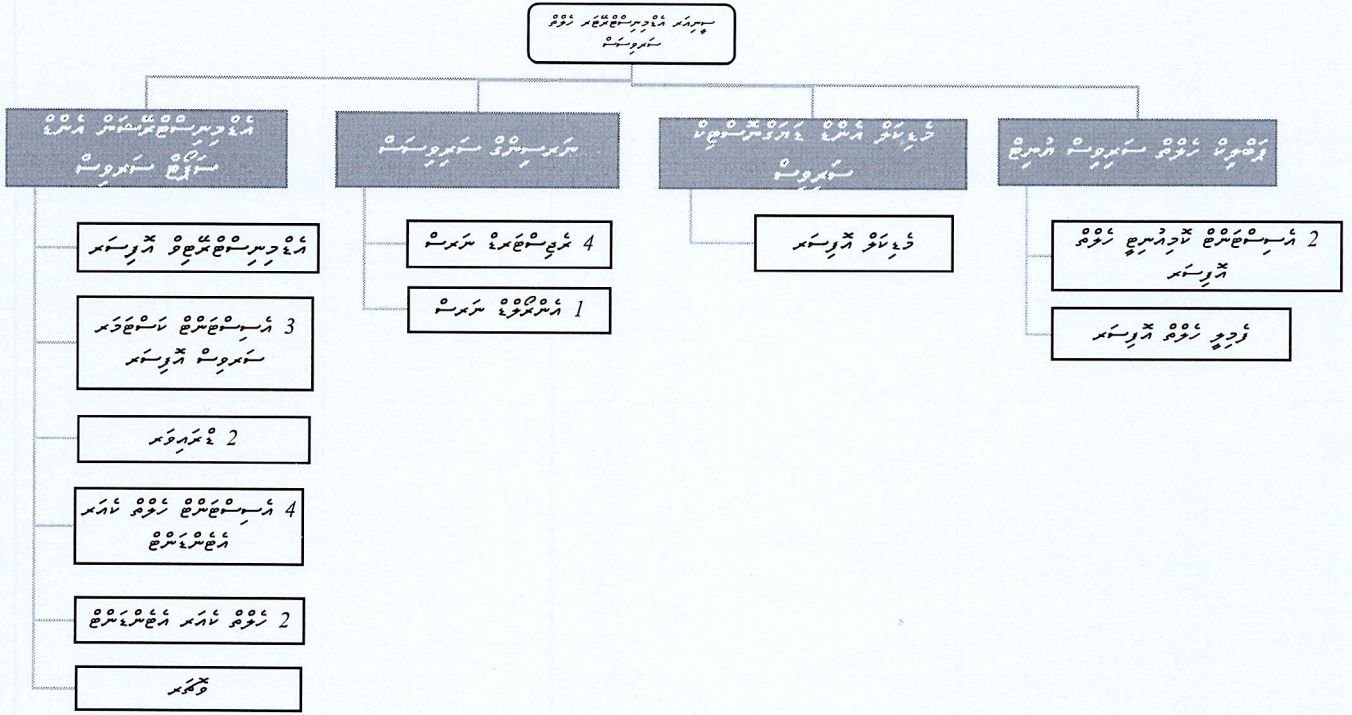 ސީނިއަރ އެޑްމިނިސްޓްރޭޓަރ ހެލްތް
ސަރވިސަސް
ޕަބްލިކް ހެލްތް ސަރވިސް ޔުނިޓް
2 އެސިސްޓަންޓް ކޮމިއުނިޓީ ހެލްތް
އޮފިސަރ
ފެމިލީ ހެލްތް އޮފިސަރ
މެޑިކަލް އެންޑް ޑަޔަގްނޮސްޓިކް
ސަރވިސް
މެޑިކަލް އޮފިސަރ
ނަރސިންގް ސަރވިސަސް
4 ރެޖިސްޓަރޑް ނަރސް
1 އެންރޯލްޑް ނަރސް
އެޑްމިނިސްޓްރޭޝަން އެންޑް
ސަޕޯޓް ސަރވިސް
އެޑްމިނިސްޓްރޭޓިވް އޮފިސަރ
3 އެސިސްޓަންޓް ކަސްޓަމަރ
ސަރވިސް އޮފިސަރ
2 ޑްރައިވަރ
4 އެސިސްޓަންޓް ހެލްތް ކެއަރ
އެޓެންޑަންޓް
2 ހެލްތް ކެއަރ އެޓެންޑަންޓް
ވޮޗަރ